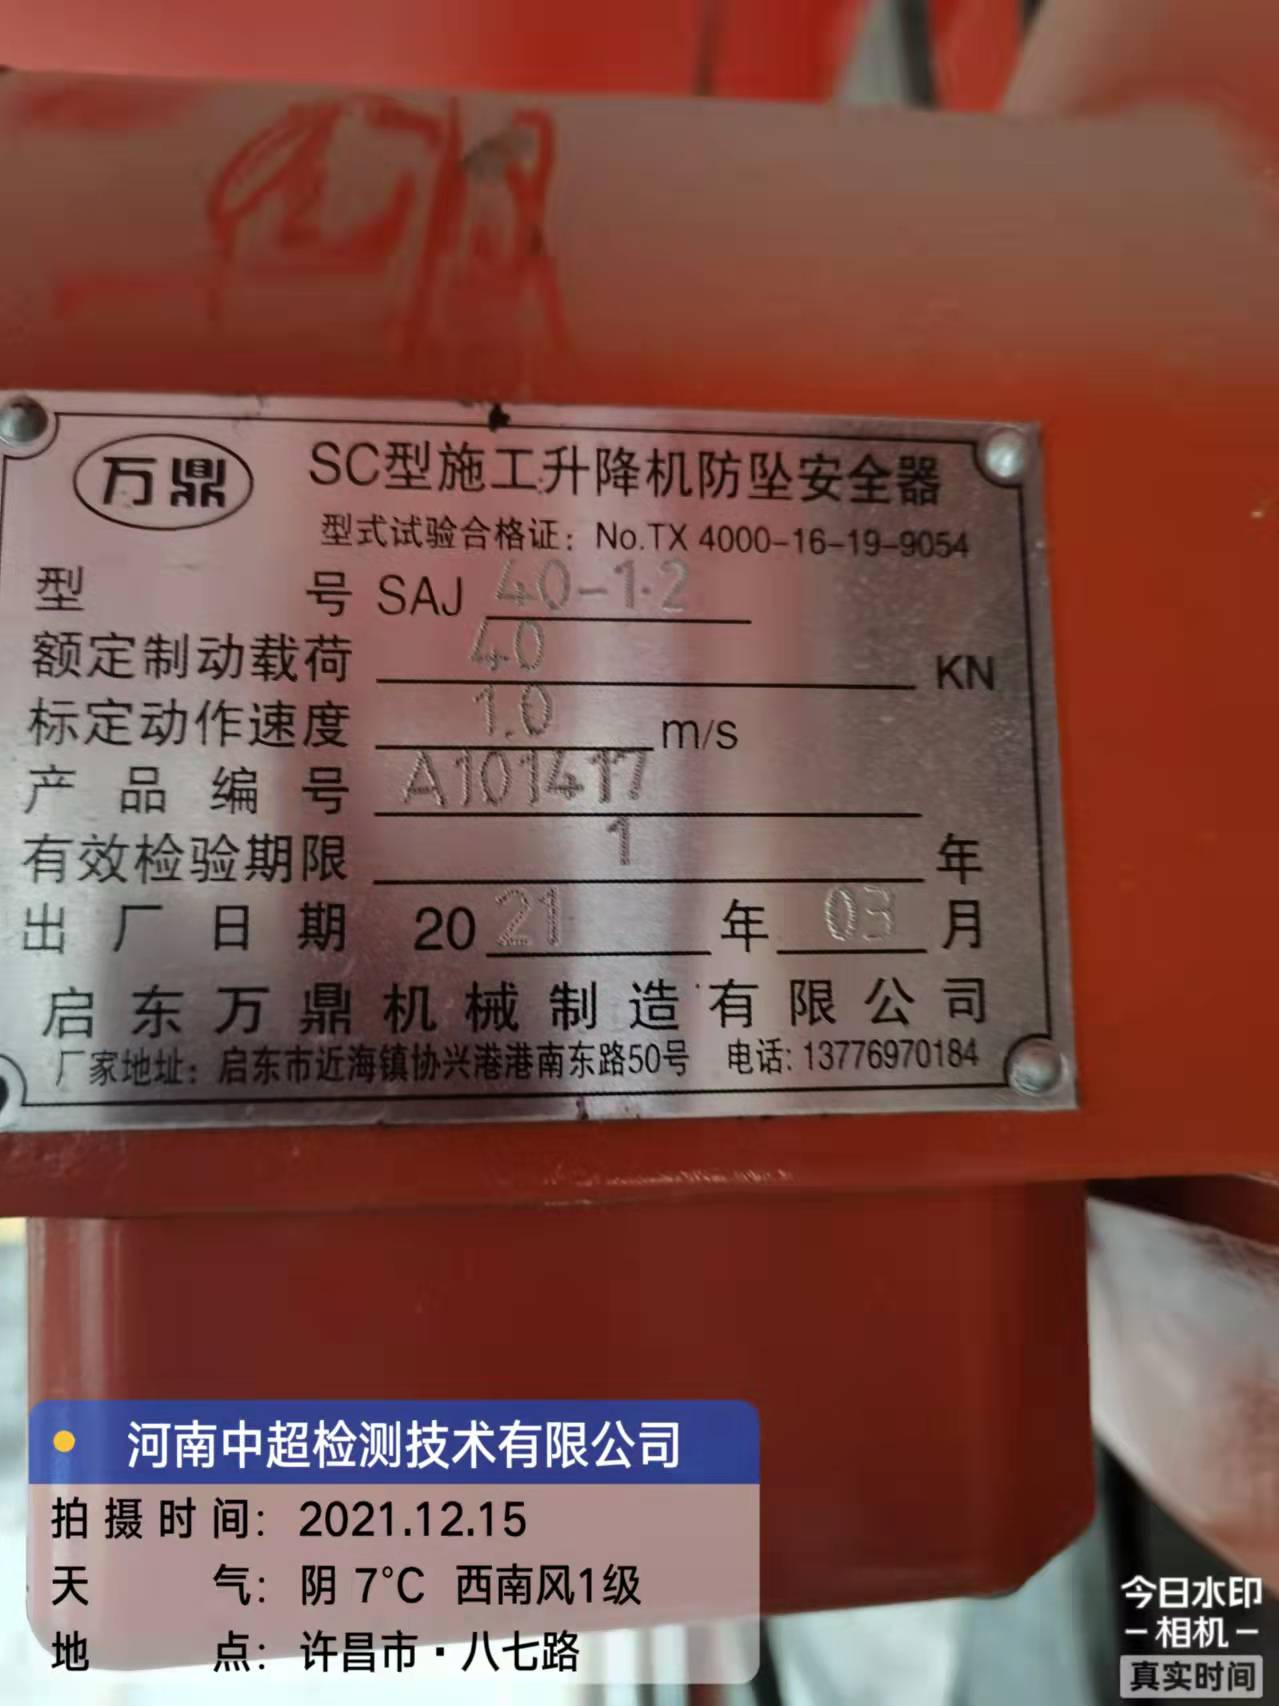 万鼎
SC型施工升降机防坠安全器
型式试验合格证：No.TX 4000-16-19-9054
型 号 SAJ 40-1.2
额定制动载荷 40 KN
标定动作速度 1.0 m/s
产品编号 A101417
有效检验期限 1 年
出厂日期 2021年03月
启东万鼎机械制造有限公司
厂家地址：启东市近海镇协兴港港南东路50号 电话：13776970184
河南中超检测技术有限公司
拍摄时间：2021.12.15
天 气：阴 7℃ 西南风1级
地 点：许昌市·八七路
今日水印
-相机-
真实时间